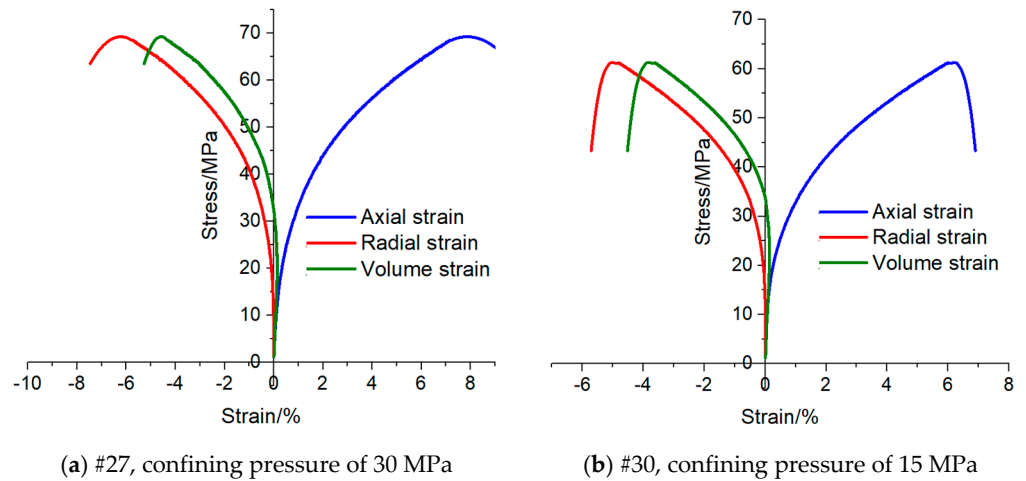 70
60
50
40
30
20
10
0
Stress/MPa
Axial strain
Radial strain
Volume strain
-10 -8 -6 -4 -2 0 2 4 6 8
Strain/%
(a) #27, confining pressure of 30 MPa
70
60
50
40
30
20
10
0
Stress/MPa
Axial strain
Radial strain
Volume strain
-6 -4 -2 0 2 4 6 8
Strain/%
(b) #30, confining pressure of 15 MPa